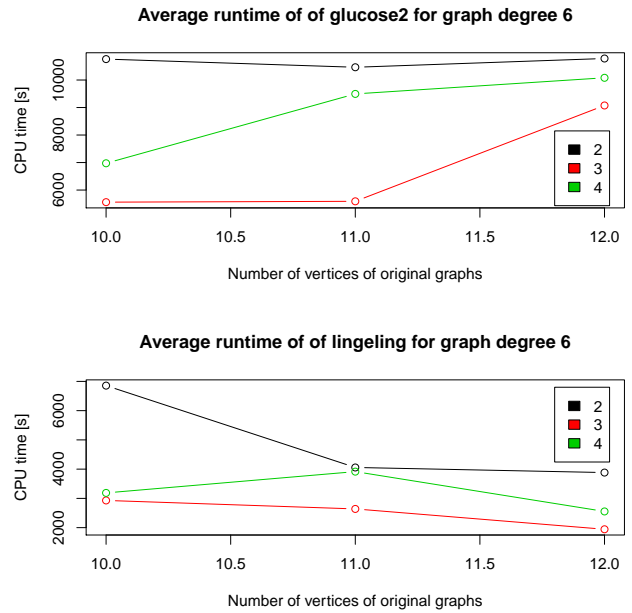 Average runtime of of glucose2 for graph degree 6
CPU time [s]
10000
8000
6000
2
3
4
10.0 10.5 11.0 11.5 12.0
Number of vertices of original graphs
Average runtime of of lingeling for graph degree 6
CPU time [s]
6000
4000
2000
2
3
4
10.0 10.5 11.0 11.5 12.0
Number of vertices of original graphs